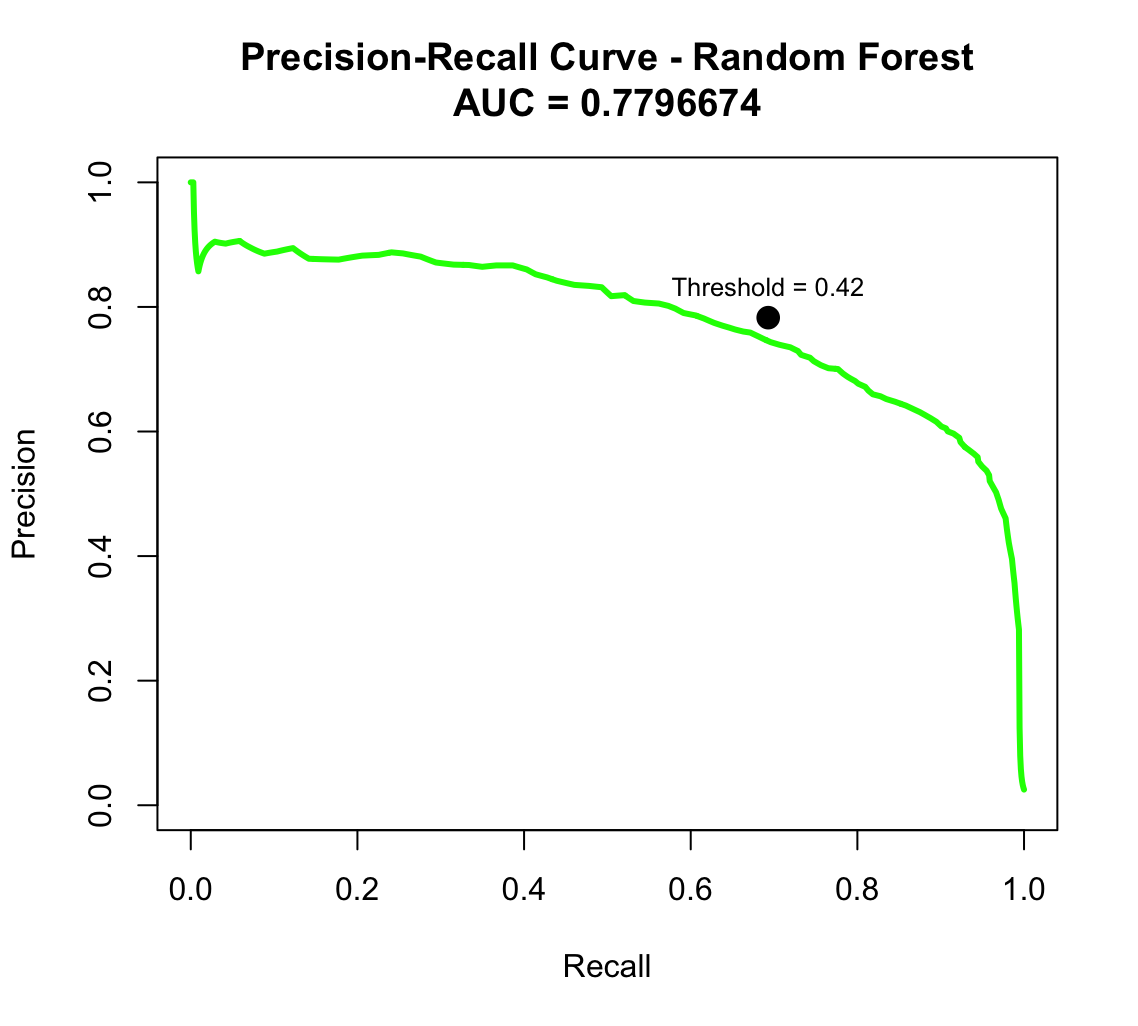 Precision-Recall Curve - Random Forest
AUC = 0.7796674
1.0
0.8
0.6
0.4
0.2
0.0
Precision
Threshold = 0.42
0.0 0.2 0.4 0.6 0.8 1.0
Recall